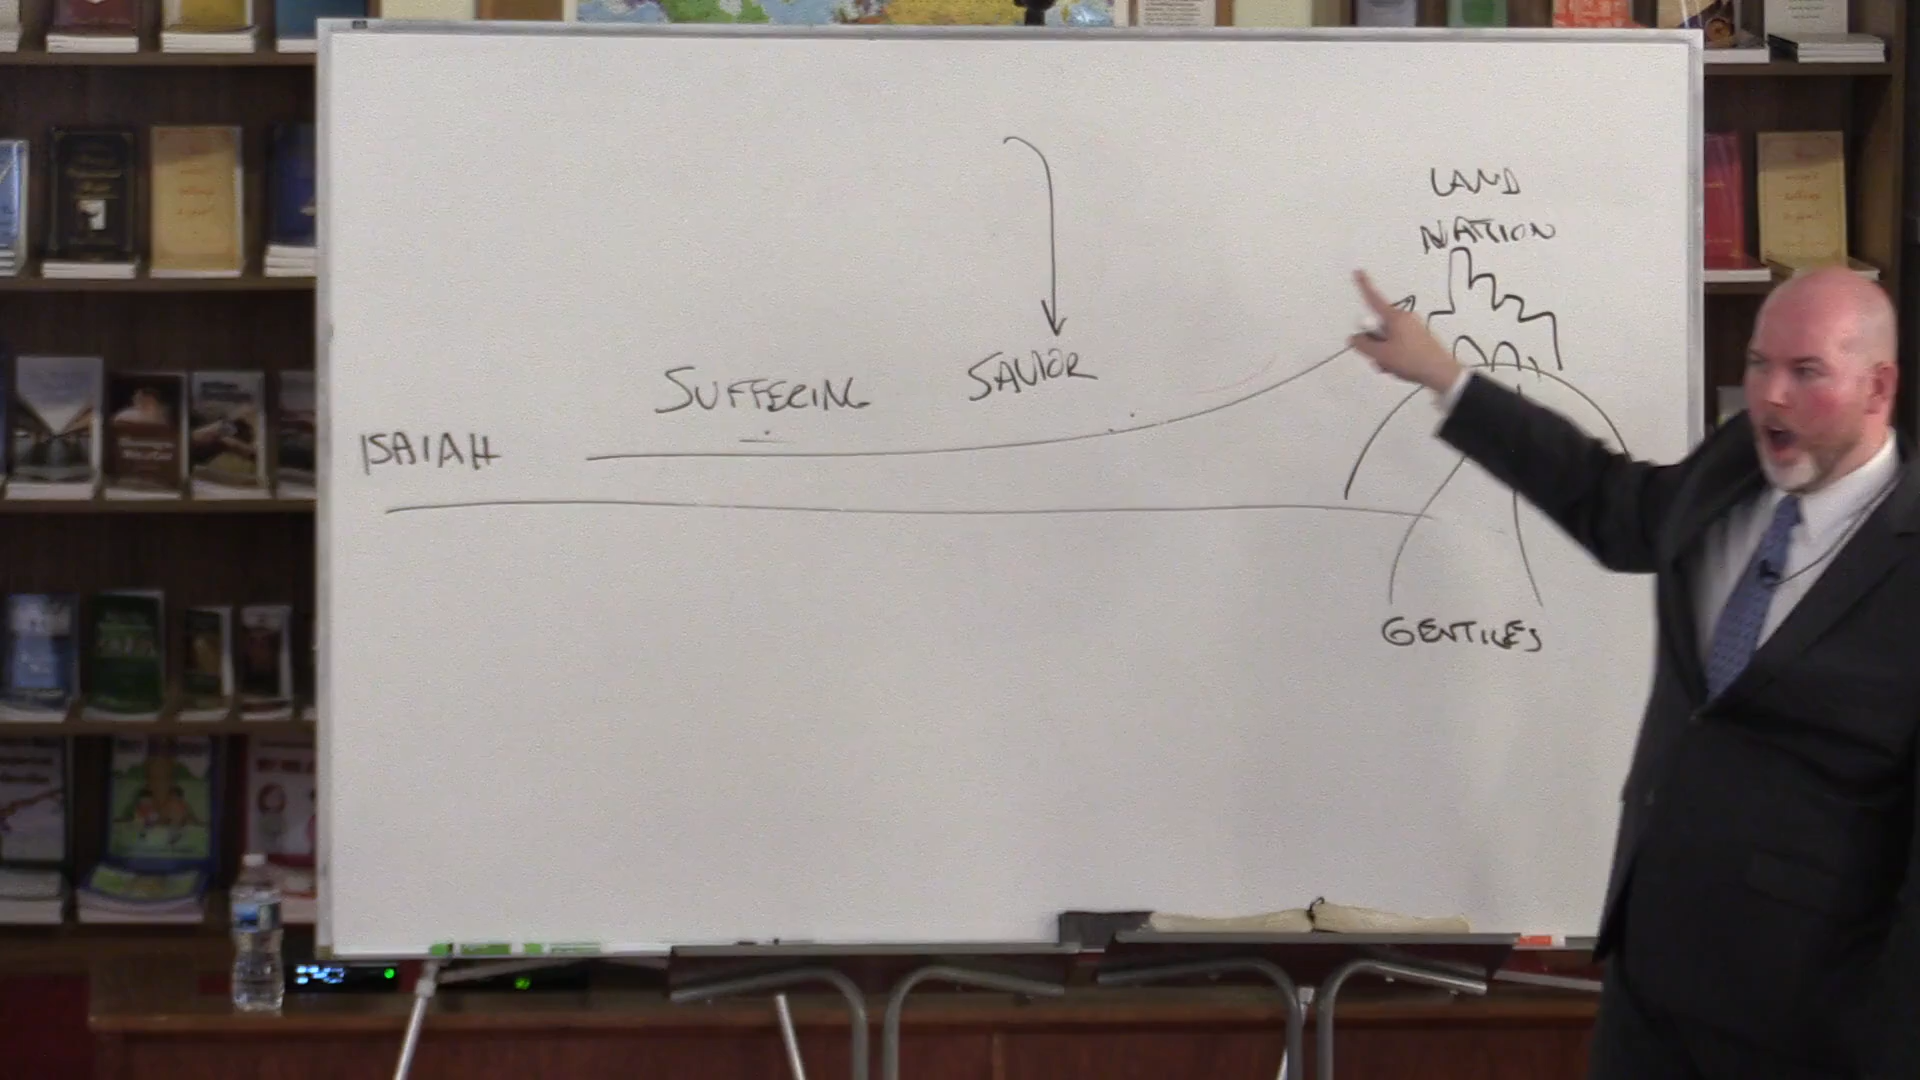 LAND
NATION
SAVIOR
SUFFERING
ISAIAH
GENTILES